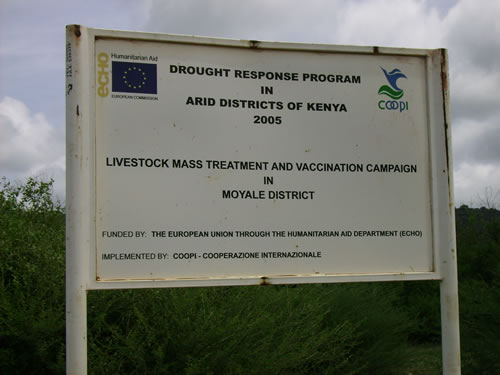 ECHO
Humanitarian Aid
EUROPEAN COMMISSION
DROUGHT RESPONSE PROGRAM
IN
ARID DISTRICTS OF KENYA
2005
COOPI
LIVESTOCK MASS TREATMENT AND VACCINATION CAMPAIGN
IN
MOYALE DISTRICT
FUNDED BY: THE EUROPEAN UNION THROUGH THE HUMANITARIAN AID DEPARTMENT (ECHO)
IMPLEMENTED BY: COOPI - COOPERAZIONE INTERNAZIONALE